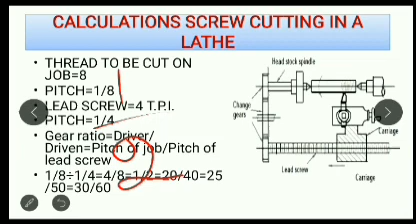 CALCULATIONS SCREW CUTTING IN A
LATHE
• THREAD TO BE CUT ON
JOB=8
• PITCH=1/8
• LEAD SCREW=4 T.P.I.
• PITCH=1/4
• Gear ratio=Driver/
Driven=Pitch of job/Pitch of
lead screw
• 1/8÷1/4=4/8=1/2=20/40=25
/50=30/60
2
Head stock spindle
Change
gears
Carriage
Lead screw
Carriage